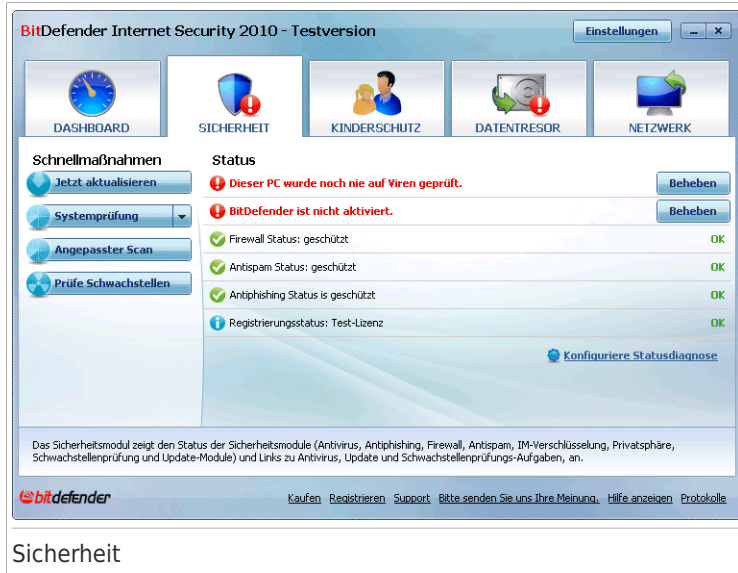 BitDefender Internet Security 2010 - Testversion
Einstellungen
DASHBOARD
SICHERHEIT
KINDERSCHUTZ
DATENTRESOR
NETZWERK
Schnellmaßnahmen
Jetzt aktualisieren
Systemprüfung
Angepasster Scan
Prüfe Schwachstellen
Status
Dieser PC wurde noch nie auf Viren geprüft.
Beheben
BitDefender ist nicht aktiviert.
Beheben
Firewall Status: geschützt
OK
Antispam Status: geschützt
OK
Antiphishing Status is geschützt
OK
Registrierungsstatus: Test-Lizenz
OK
Konfiguriere Statusdiagnose
Das Sicherheitsmodul zeigt den Status der Sicherheitsmodule (Antivirus, Antiphishing, Firewall, Antispam, IM-Verschlüsselung, Privatsphäre,
Schwachstellenprüfung und Update-Module) und Links zu Antivirus, Update und Schwachstellenprüfungs-Aufgaben, an.
bitdefender
Kaufen Registrieren Support Bitte senden Sie uns Ihre Meinung. Hilfe anzeigen Protokolle
Sicherheit